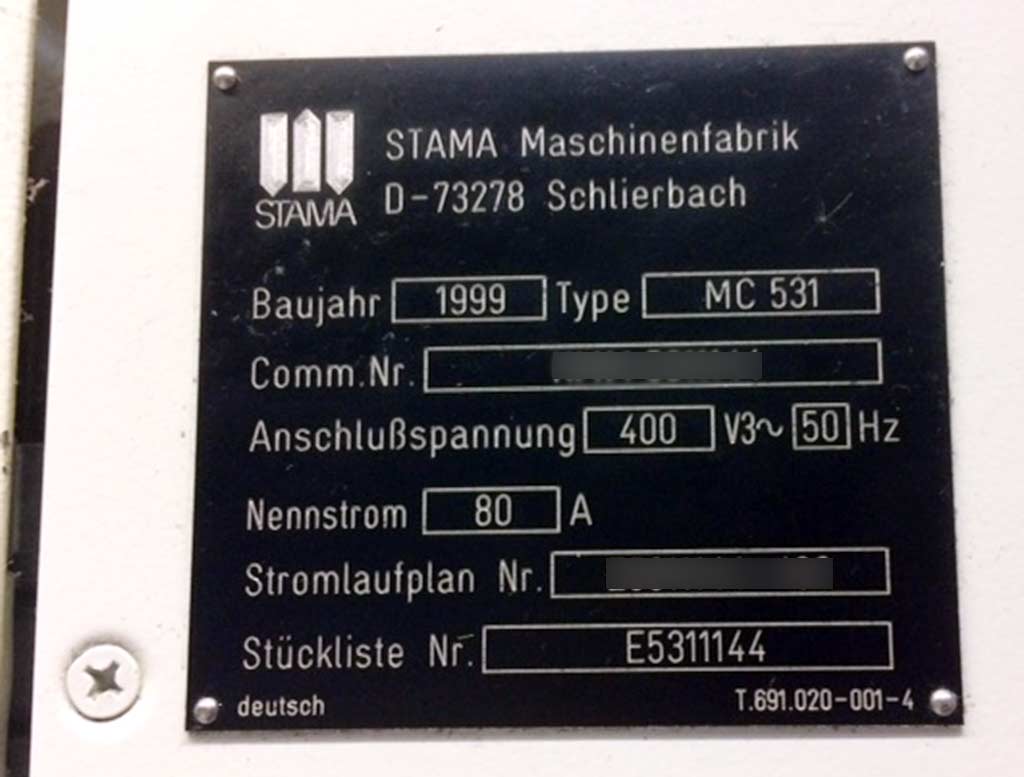 STAMA
STAMA Maschinenfabrik
D-73278 Schlierbach
Baujahr 1999 Type MC 531
Comm.Nr.
Anschlußspannung 400 V3~ 50 Hz
Nennstrom 80 A
Stromlaufplan Nr.
Stückliste Nr. E5311144
deutsch T.691.020-001-4